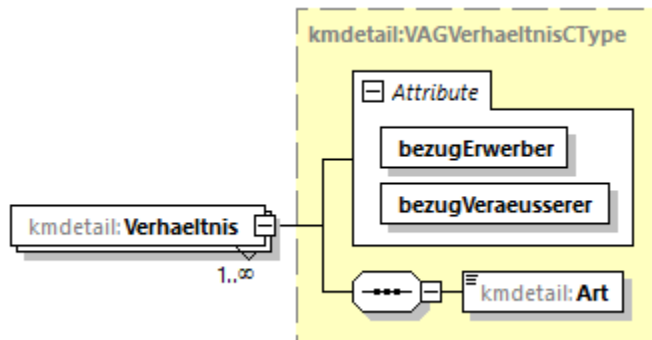 kmdetail:VAGVerhaeltnisCType
Attribute
bezugErwerber
bezugVeraeusserer
kmdetail:Verhaeltnis
1..∞
kmdetail:Art